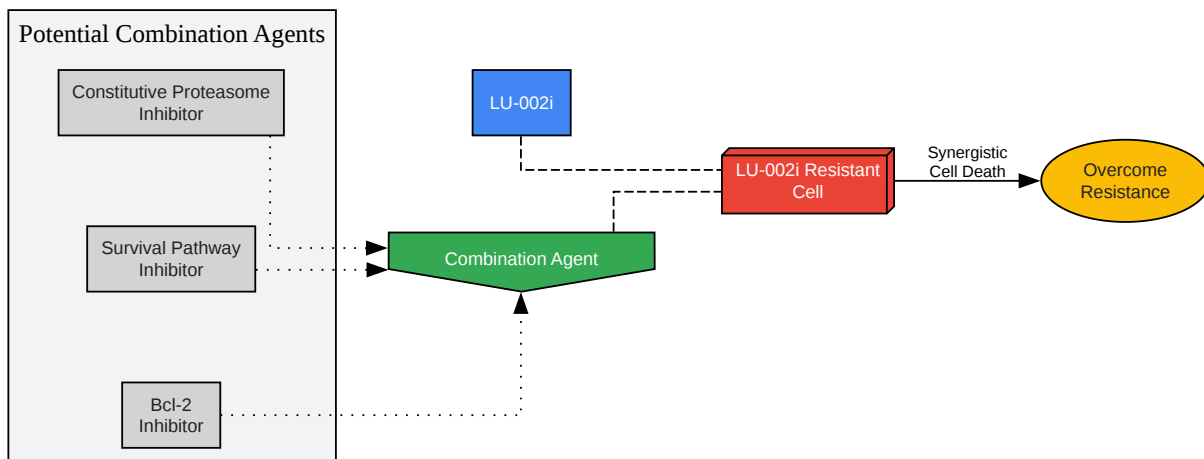 Potential Combination Agents
Constitutive Proteasome
Inhibitor
Survival Pathway
Inhibitor
Bcl-2
Inhibitor
LU-002i
Combination Agent
LU-002i Resistant
Cell
Synergistic
Cell Death
Overcome
Resistance